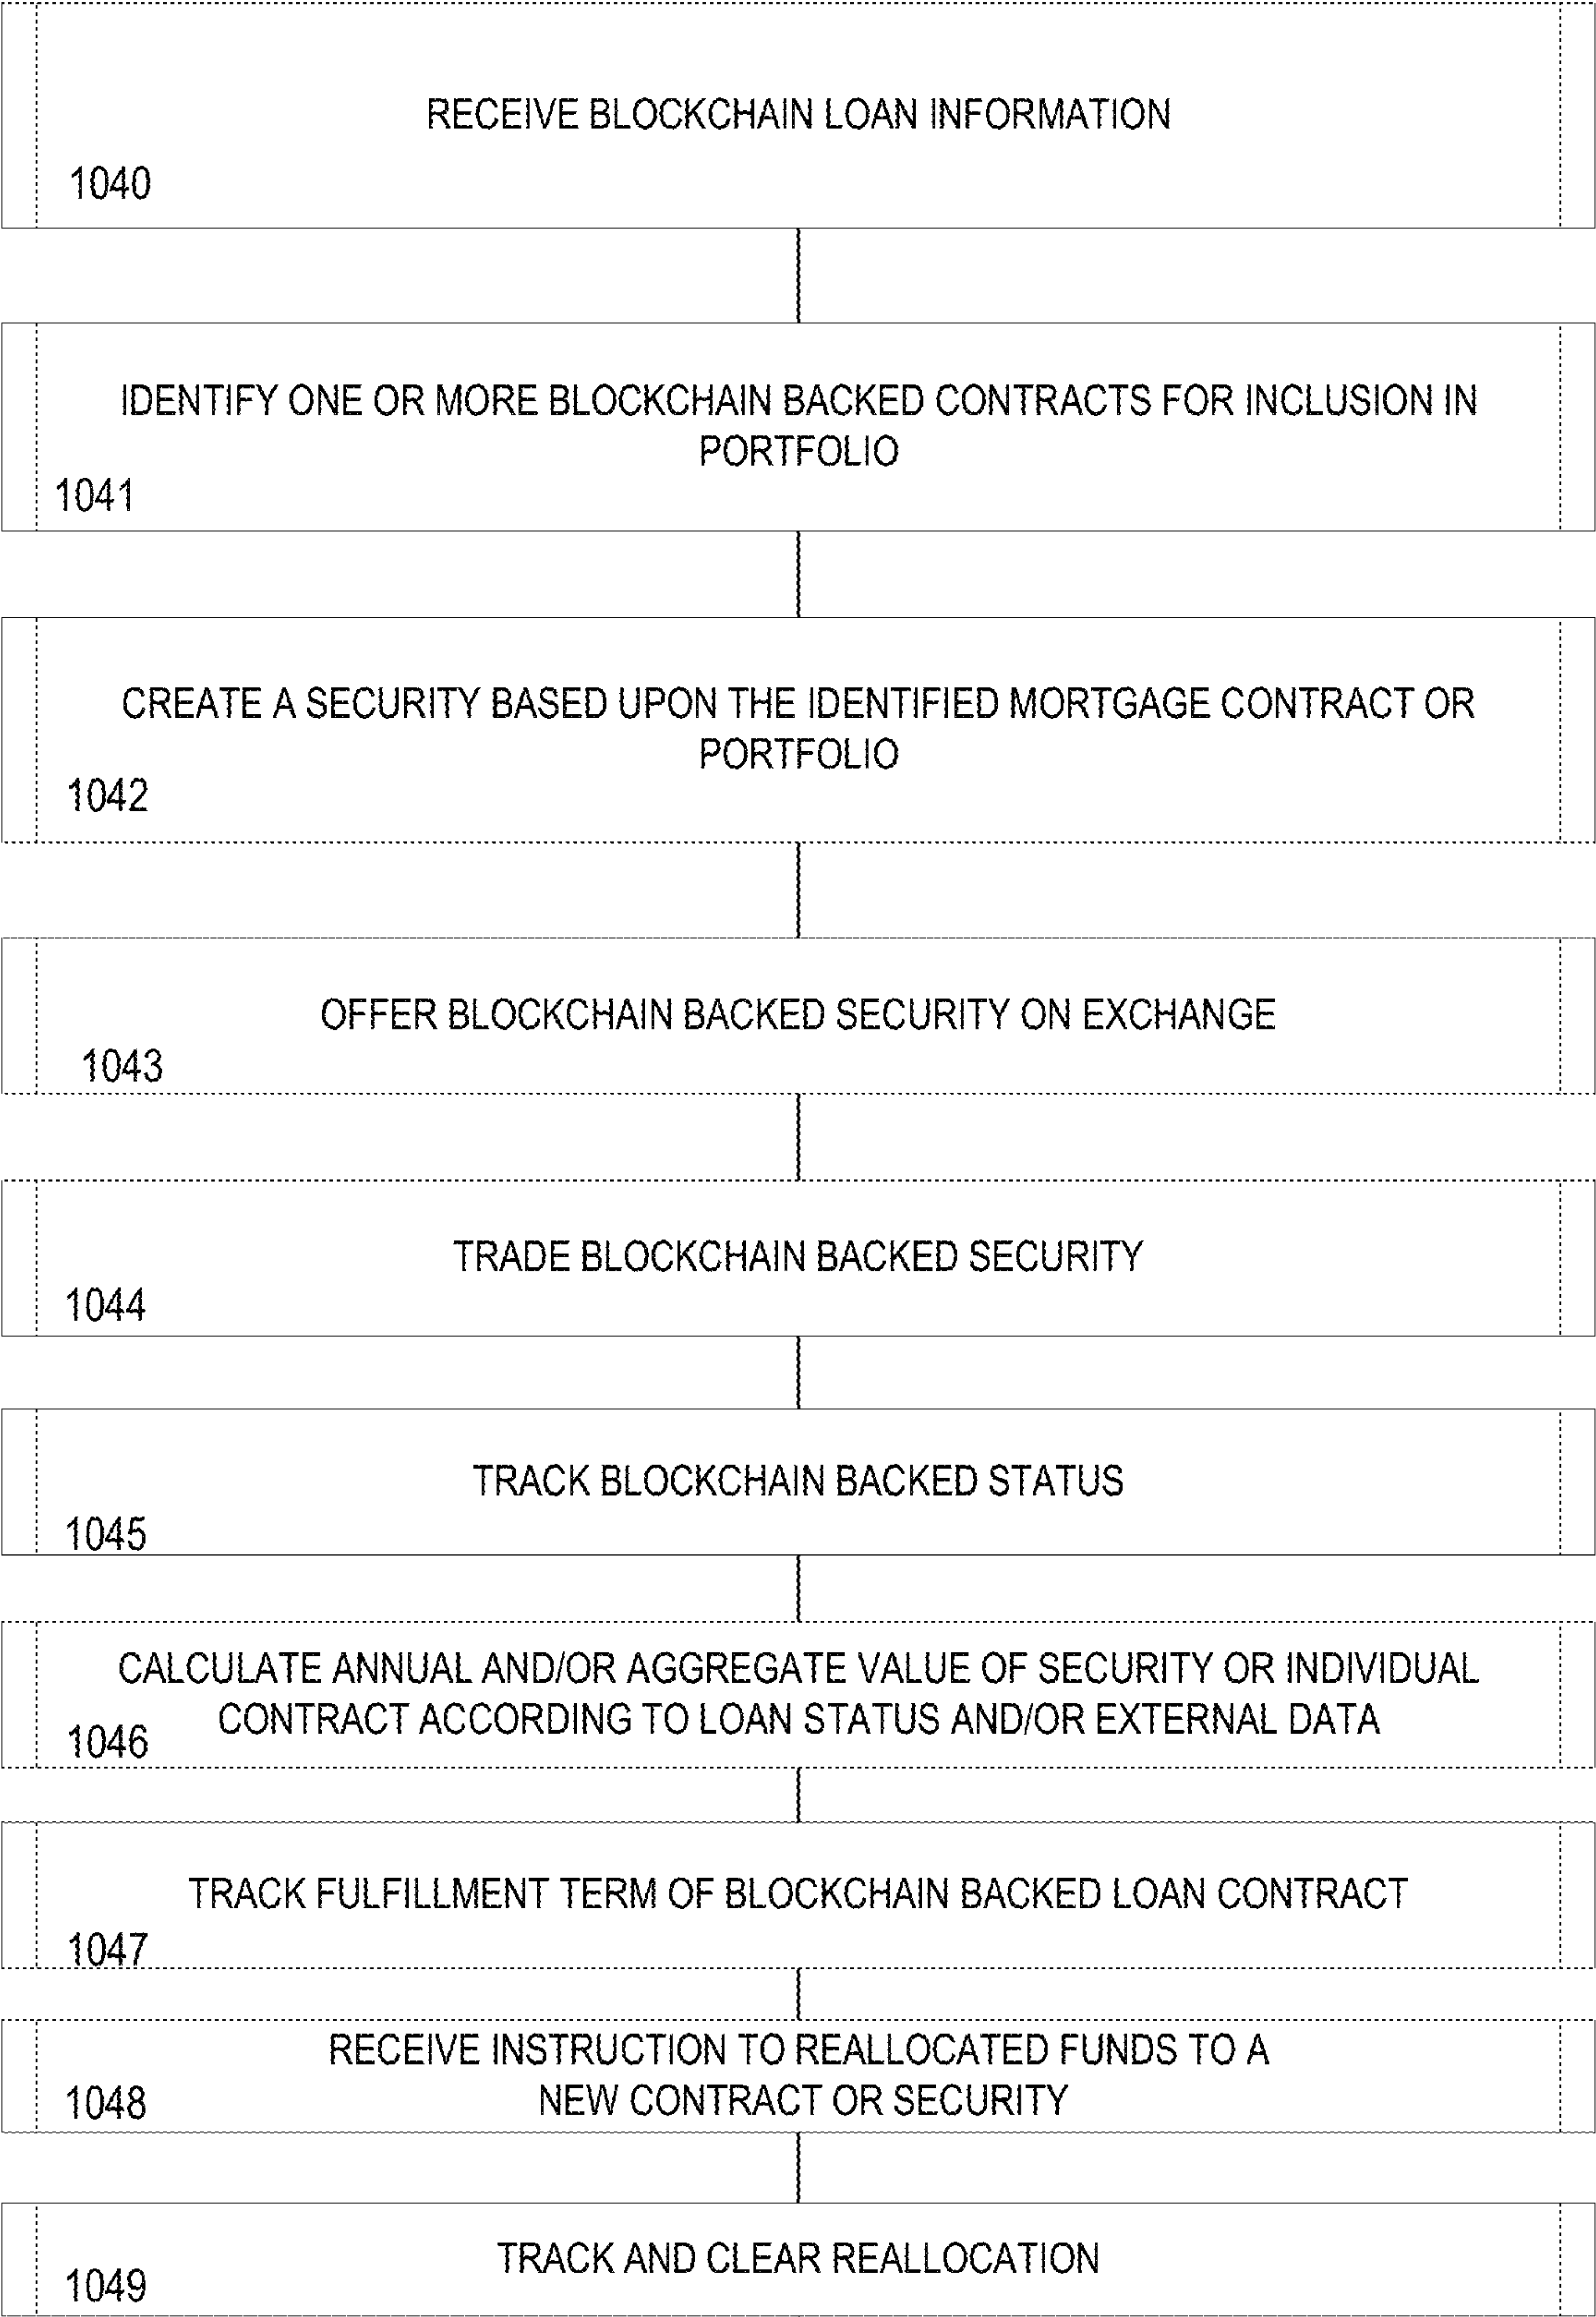 RECEIVE BLOCKCHAIN LOAN INFORMATION
1040
IDENTIFY ONE OR MORE BLOCKCHAIN BACKED CONTRACTS FOR INCLUSION IN
PORTFOLIO
1041
CREATE A SECURITY BASED UPON THE IDENTIFIED MORTGAGE CONTRACT OR
PORTFOLIO
1042
OFFER BLOCKCHAIN BACKED SECURITY ON EXCHANGE
1043
TRADE BLOCKCHAIN BACKED SECURITY
1044
TRACK BLOCKCHAIN BACKED STATUS
1045
CALCULATE ANNUAL AND/OR AGGREGATE VALUE OF SECURITY OR INDIVIDUAL
CONTRACT ACCORDING TO LOAN STATUS AND/OR EXTERNAL DATA
1046
TRACK FULFILLMENT TERM OF BLOCKCHAIN BACKED LOAN CONTRACT
1047
RECEIVE INSTRUCTION TO REALLOCATED FUNDS TO A
NEW CONTRACT OR SECURITY
1048
TRACK AND CLEAR REALLOCATION
1049